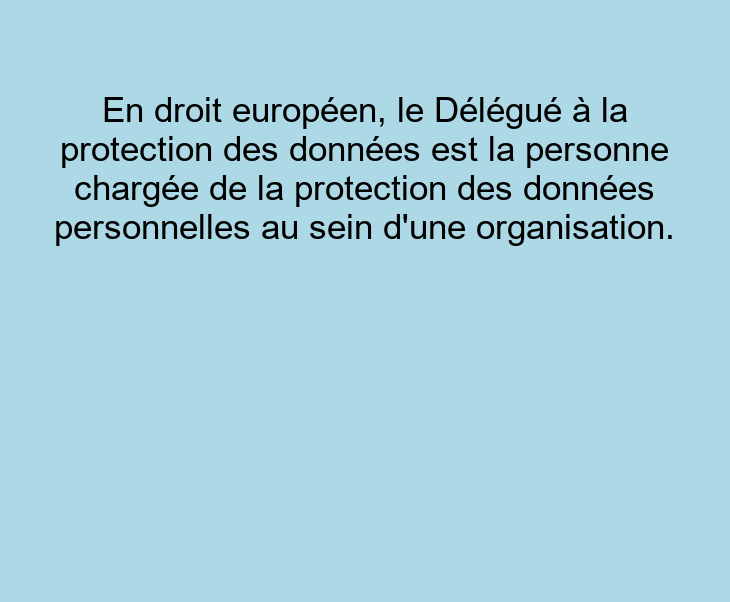 En droit européen, le Délégué à la
protection des données est la personne
chargée de la protection des données
personnelles au sein d'une organisation.